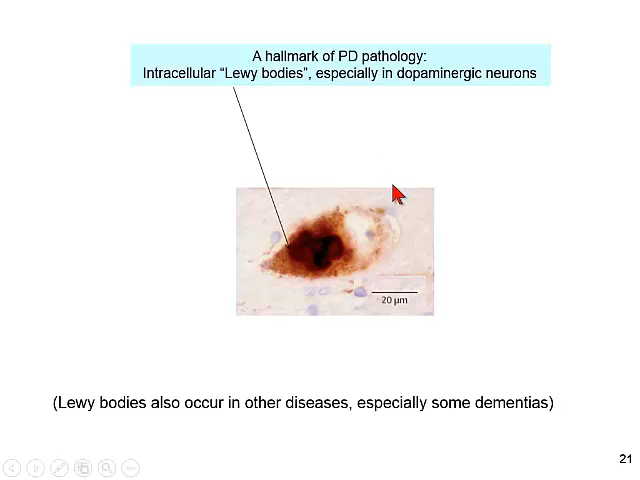 A hallmark of PD pathology:
Intracellular “Lewy bodies”, especially in dopaminergic neurons
20 µm
(Lewy bodies also occur in other diseases, especially some dementias)
21